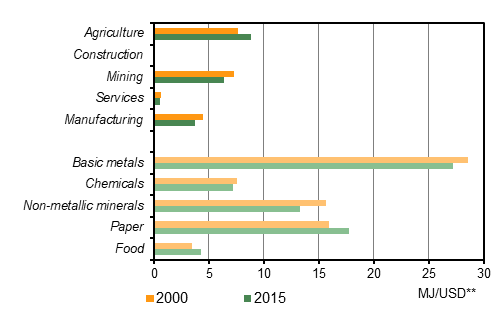 Agriculture
Construction
Mining
Services
Manufacturing
Basic metals
Chemicals
Non-metallic minerals
Paper
Food
0 5 10 15 20 25 30
MJ/USD**
2000 2015